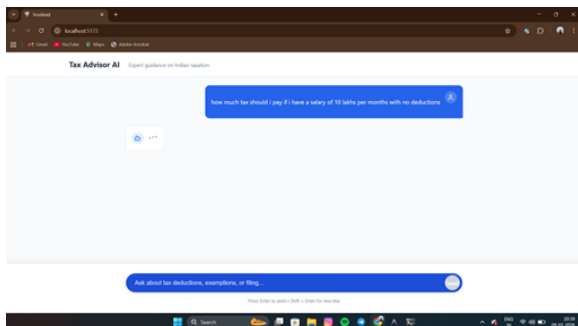 frontend
localhost:5173
Gmail
YouTube
Maps
Adobe Acrobat
Tax Advisor AI
Expert guidance on Indian taxation
how much tax should i pay if i have a salary of 10 lakhs per months with no deductions
Ask about tax deductions, exemptions, or filing...
Press Enter to send • Shift + Enter for new line
Search
ENG
20:59